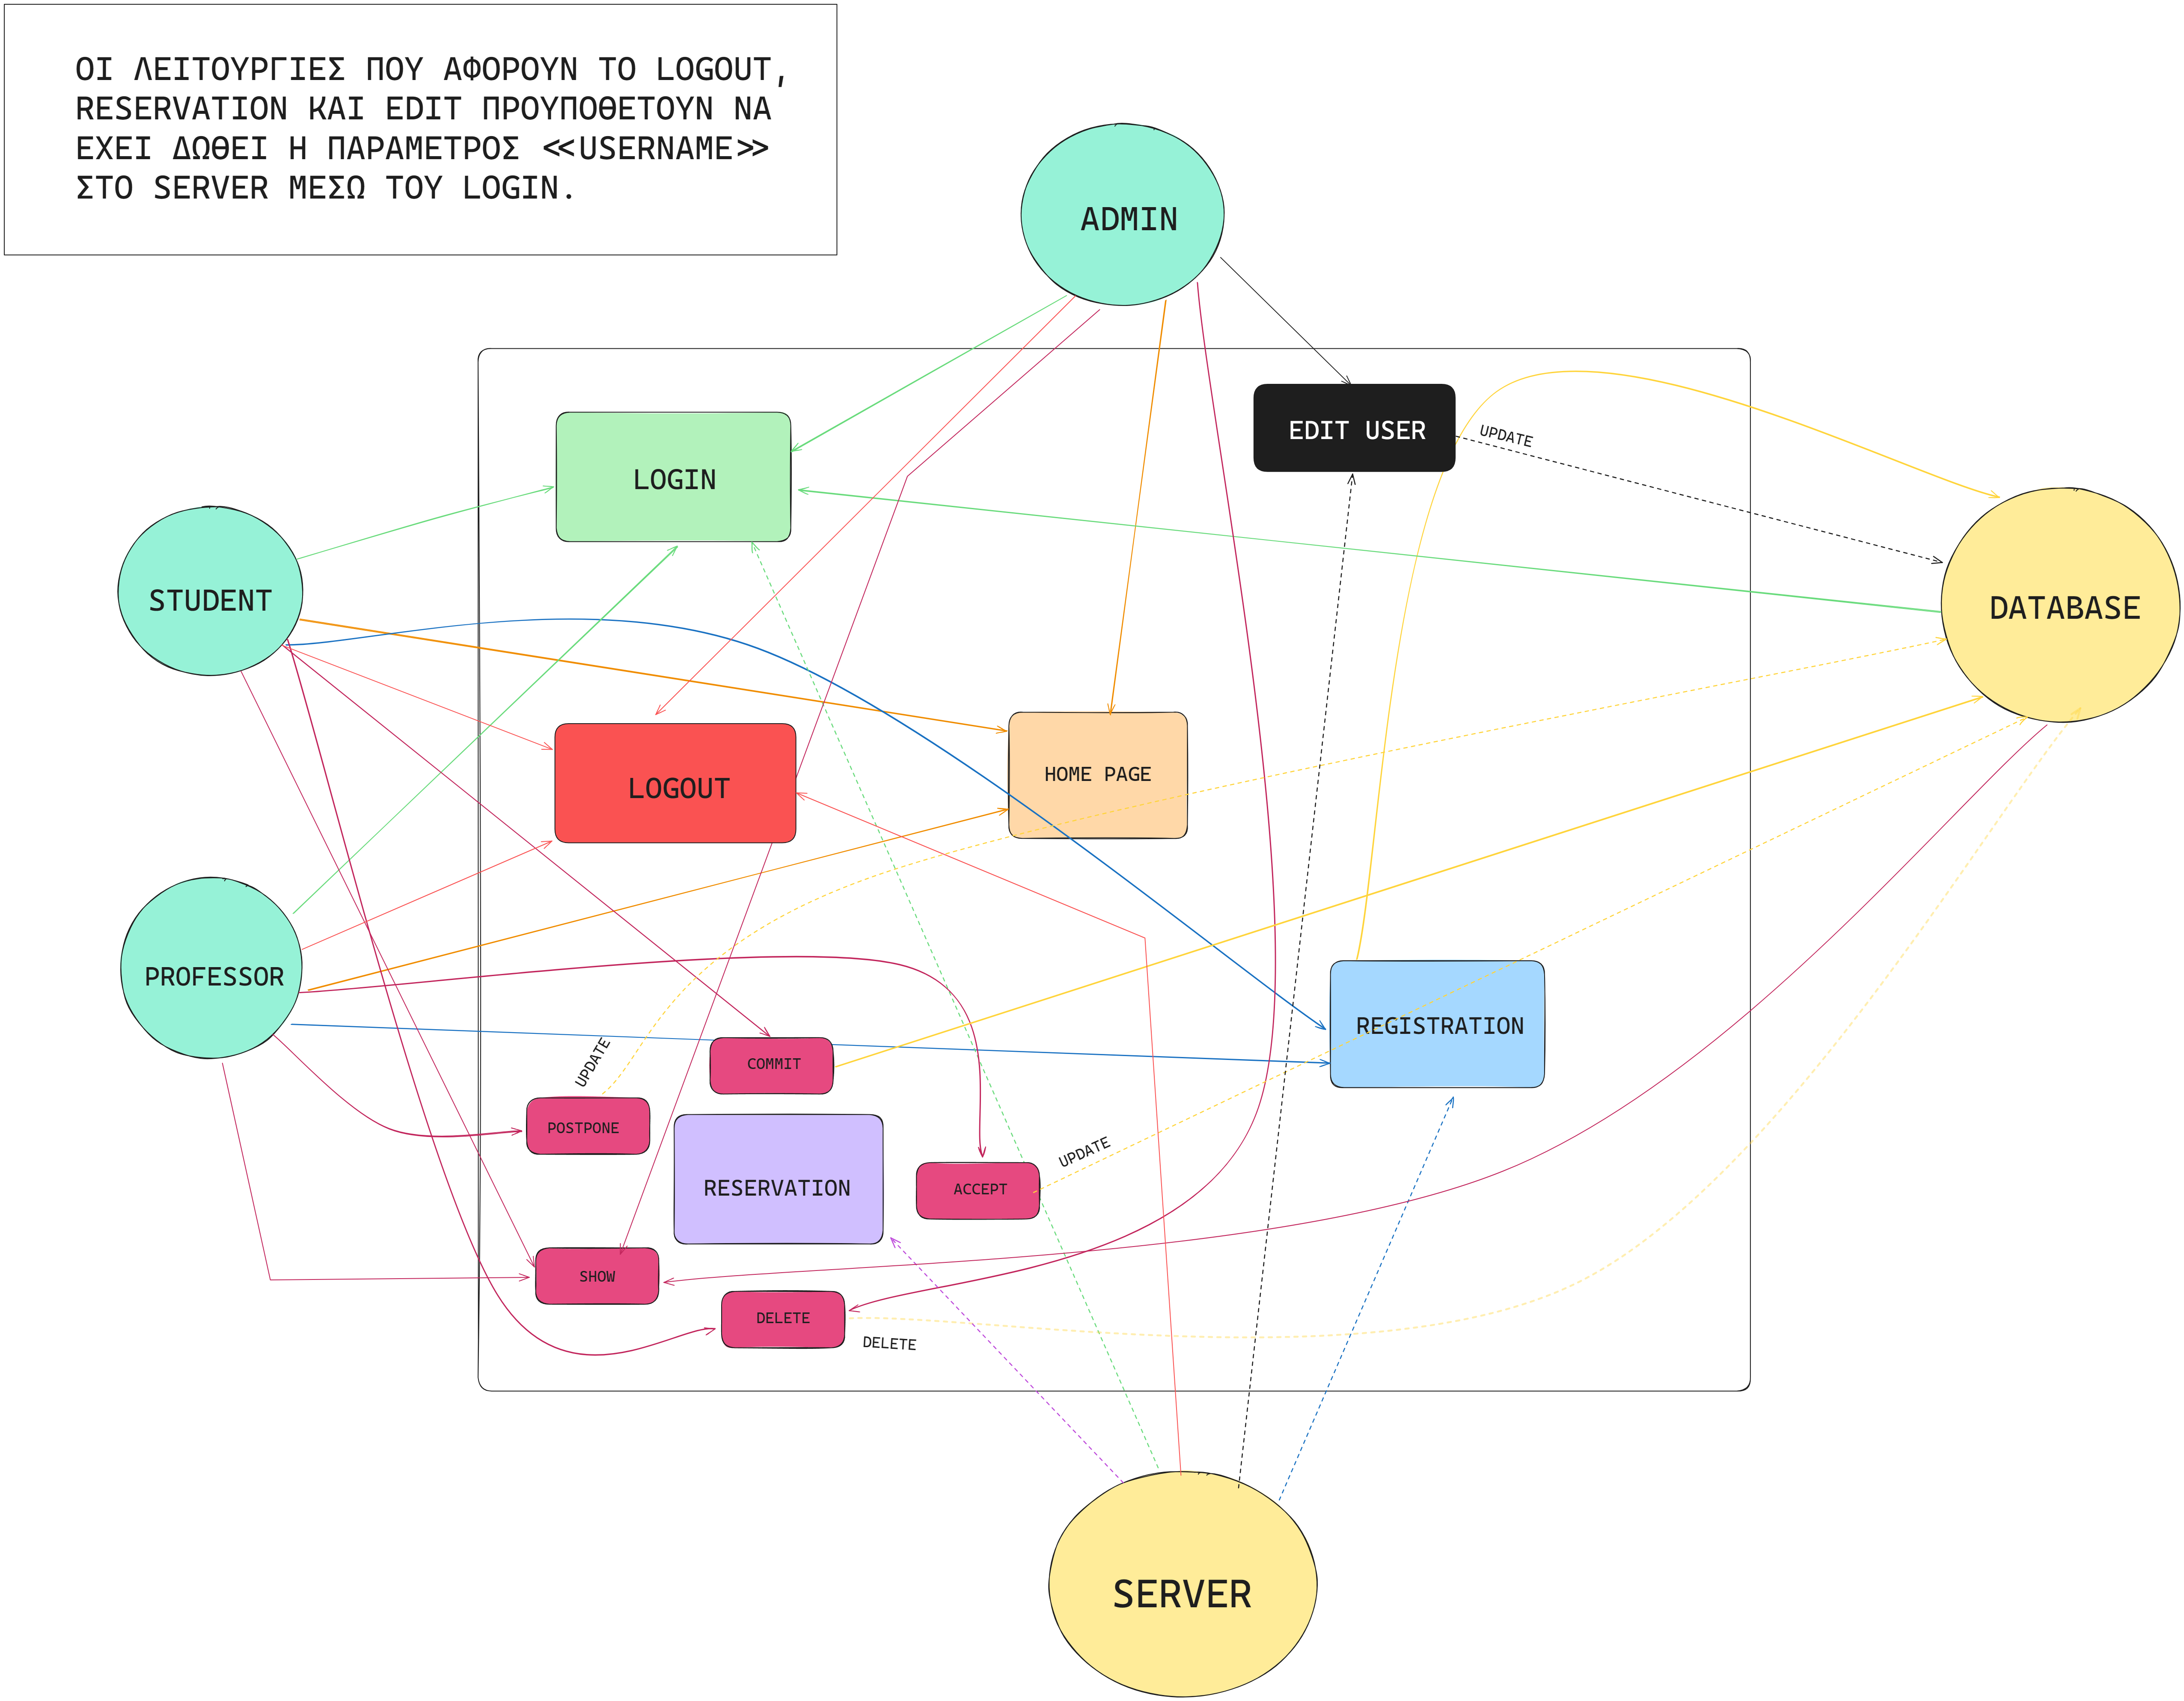 ΟΙ ΛΕΙΤΟΥΡΓΙΕΣ ΠΟΥ ΑΦΟΡΟΥΝ ΤΟ LOGOUT,
RESERVATION ΚΑΙ EDIT ΠΡΟΥΠΟΘΕΤΟΥΝ ΝΑ
ΕΧΕΙ ΔΩΘΕΙ Η ΠΑΡΑΜΕΤΡΟΣ <<USERNAME>>
ΣΤΟ SERVER ΜΕΣΩ ΤΟΥ LOGIN.
ADMIN
EDIT USER
UPDATE
LOGIN
STUDENT
DATABASE
LOGOUT
HOME PAGE
PROFESSOR
REGISTRATION
UPDATE
COMMIT
POSTPONE
UPDATE
RESERVATION
ACCEPT
SHOW
DELETE
DELETE
SERVER